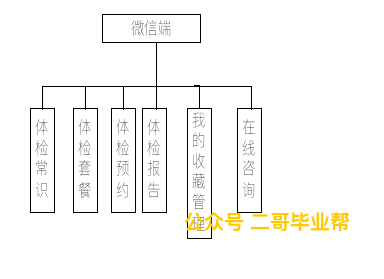 微信端
体检常识
体检套餐
体检预约
体检报告
我的收藏管理
在线咨询
公众号 二哥毕业帮